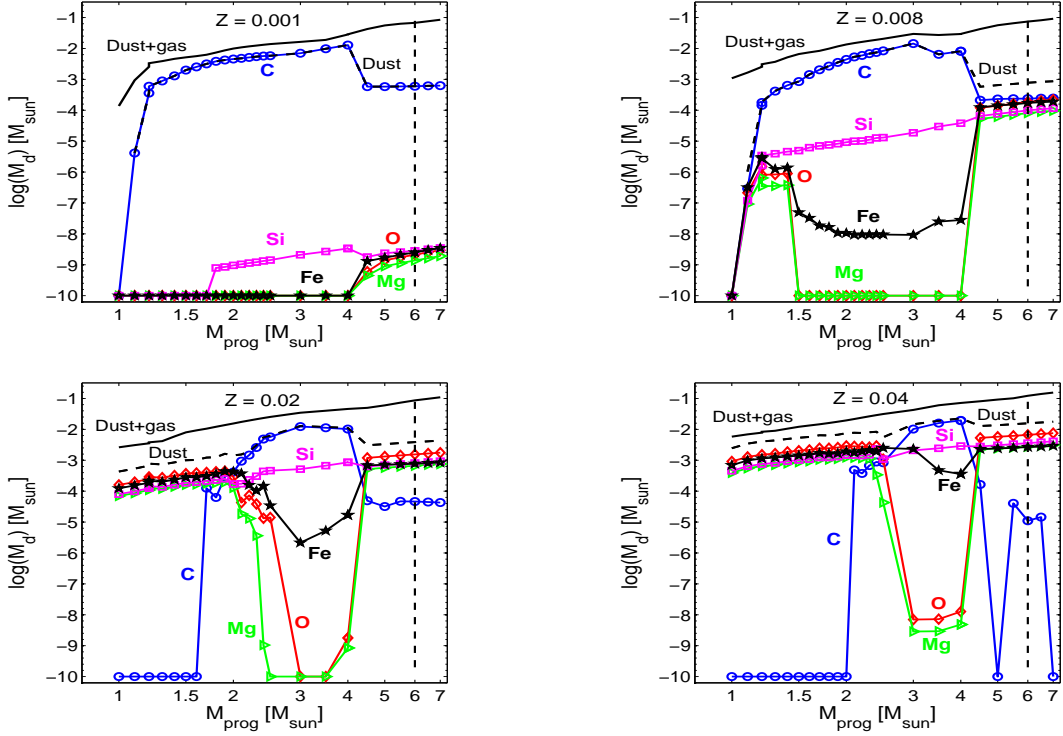 Z = 0.001
Dust+gas
C
Dust
Si
O
Fe
Mg
log(M_d) [M_sun]
−1
−2
−3
−4
−5
−6
−7
−8
−9
−10
1 1.5 2 3 4 5 6 7
M_prog [M_sun]
Z = 0.008
Dust+gas
C
Dust
Si
O
Fe
Mg
log(M_d) [M_sun]
−1
−2
−3
−4
−5
−6
−7
−8
−9
−10
1 1.5 2 3 4 5 6 7
M_prog [M_sun]
Z = 0.02
Dust+gas
Dust
Si
Fe
C
Mg
O
log(M_d) [M_sun]
−1
−2
−3
−4
−5
−6
−7
−8
−9
−10
1 1.5 2 3 4 5 6 7
M_prog [M_sun]
Z = 0.04
Dust+gas
Dust
Si
Fe
C
O
Mg
log(M_d) [M_sun]
−1
−2
−3
−4
−5
−6
−7
−8
−9
−10
1 1.5 2 3 4 5 6 7
M_prog [M_sun]